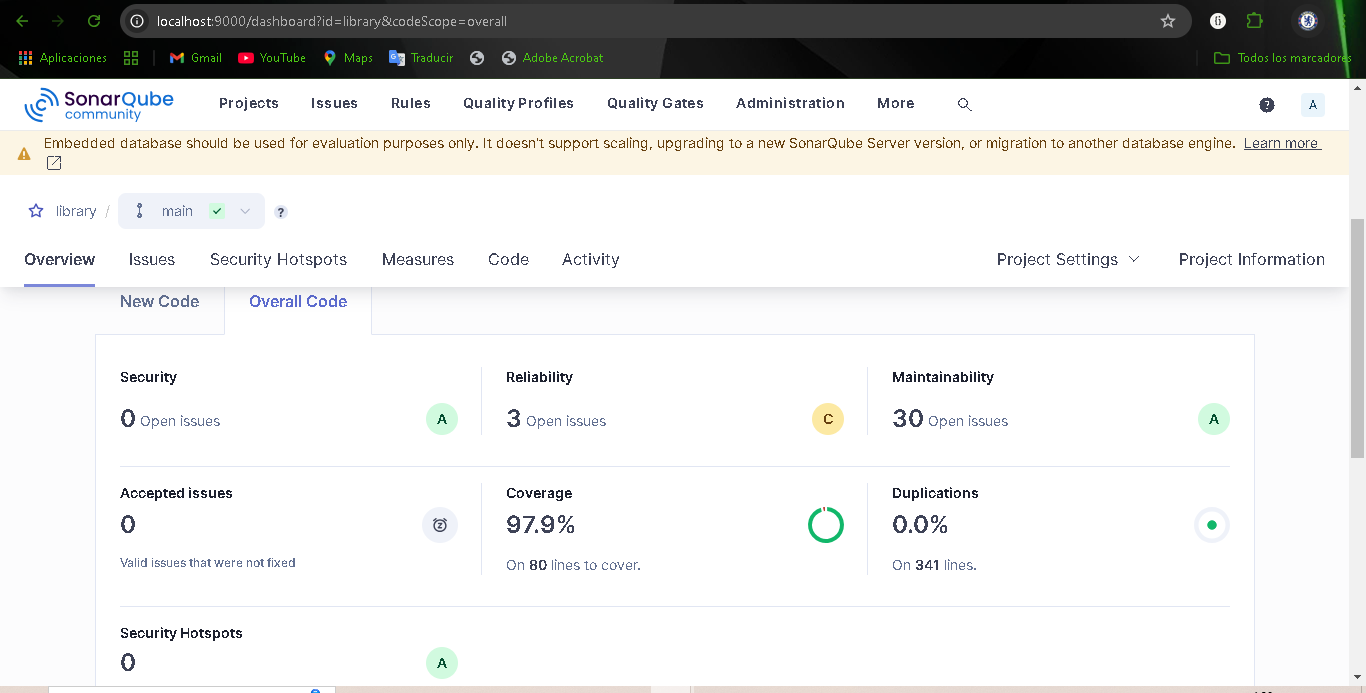 localhost:9000/dashboard?id=library&codeScope=overall
Aplicaciones Gmail YouTube Maps Traducir Adobe Acrobat Todos los marcadores
SonarQube community Projects Issues Rules Quality Profiles Quality Gates Administration More ? A
Embedded database should be used for evaluation purposes only. It doesn't support scaling, upgrading to a new SonarQube Server version, or migration to another database engine. Learn more
library / main ?
Overview Issues Security Hotspots Measures Code Activity Project Settings Project Information
New Code Overall Code
Security Reliability Maintainability
0 Open issues A 3 Open issues C 30 Open issues A
Accepted issues Coverage Duplications
0 97.9% 0.0%
Valid issues that were not fixed On 80 lines to cover. On 341 lines.
Security Hotspots
0 A